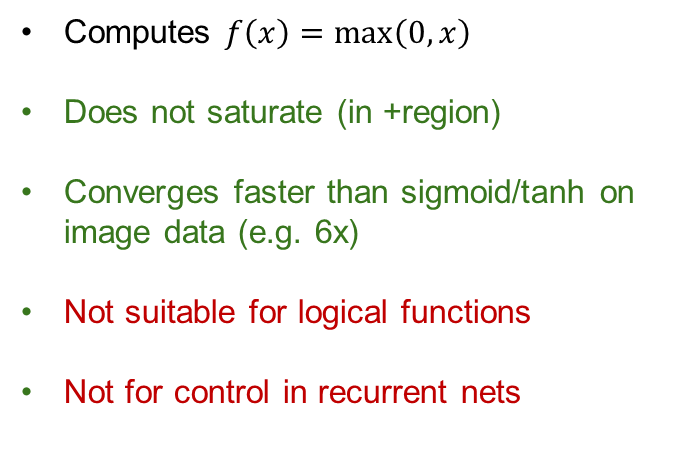 • Computes f(x) = max(0, x)
• Does not saturate (in +region)
• Converges faster than sigmoid/tanh on
image data (e.g. 6x)
• Not suitable for logical functions
• Not for control in recurrent nets